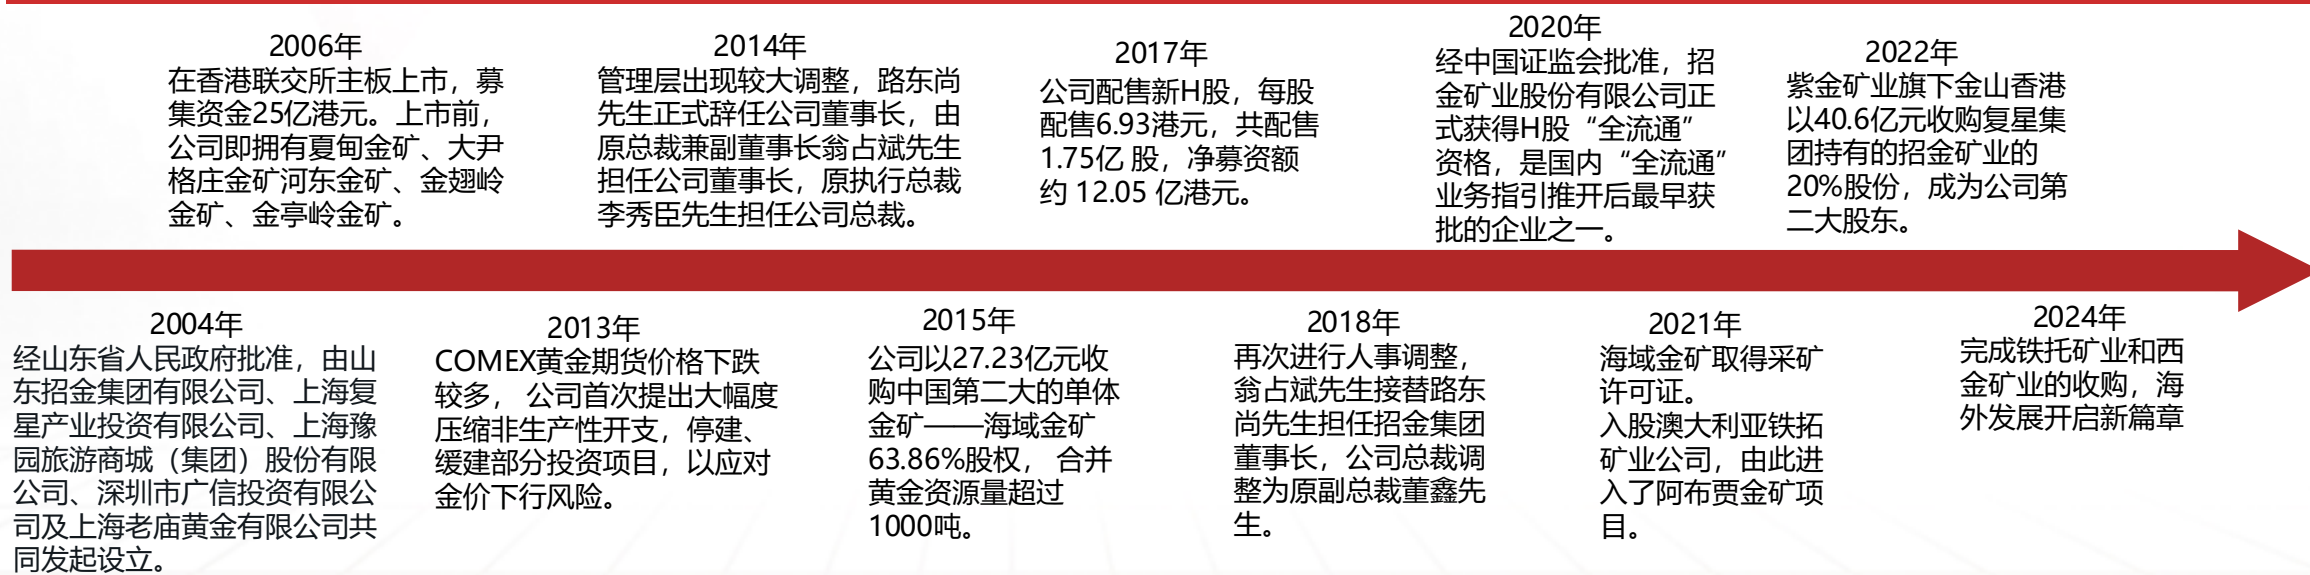 2006年
在香港联交所主板上市，募
集资金25亿港元。上市前，
公司即拥有夏甸金矿、大尹
格庄金矿河东金矿、金翅岭
金矿、金亭岭金矿。
2014年
管理层出现较大调整，路东尚
先生正式辞任公司董事长，由
原总裁兼副董事长翁占斌先生
担任公司董事长，原执行总裁
李秀臣先生担任公司总裁。
2017年
公司配售新H股，每股
配售6.93港元，共配售
1.75亿 股，净募资额
约 12.05 亿港元。
2020年
经中国证监会批准，招
金矿业股份有限公司正
式获得H股“全流通”
资格，是国内“全流通”
业务指引推开后最早获
批的企业之一。
2022年
紫金矿业旗下金山香港
以40.6亿元收购复星集
团持有的招金矿业的
20%股份，成为公司第
二大股东。
2004年
经山东省人民政府批准，由山
东招金集团有限公司、上海复
星产业投资有限公司、上海豫
园旅游商城（集团）股份有限
公司、深圳市广信投资有限公
司及上海老庙黄金有限公司共
同发起设立。
2013年
COMEX黄金期货价格下跌
较多， 公司首次提出大幅度
压缩非生产性开支，停建、
缓建部分投资项目，以应对
金价下行风险。
2015年
公司以27.23亿元收
购中国第二大的单体
金矿——海域金矿
63.86%股权， 合并
黄金资源量超过
1000吨。
2018年
再次进行人事调整，
翁占斌先生接替路东
尚先生担任招金集团
董事长，公司总裁调
整为原副总裁董鑫先
生。
2021年
海域金矿取得采矿
许可证。
入股澳大利亚铁拓
矿业公司，由此进
入了阿布贾金矿项
目。
2024年
完成铁托矿业和西
金矿业的收购，海
外发展开启新篇章